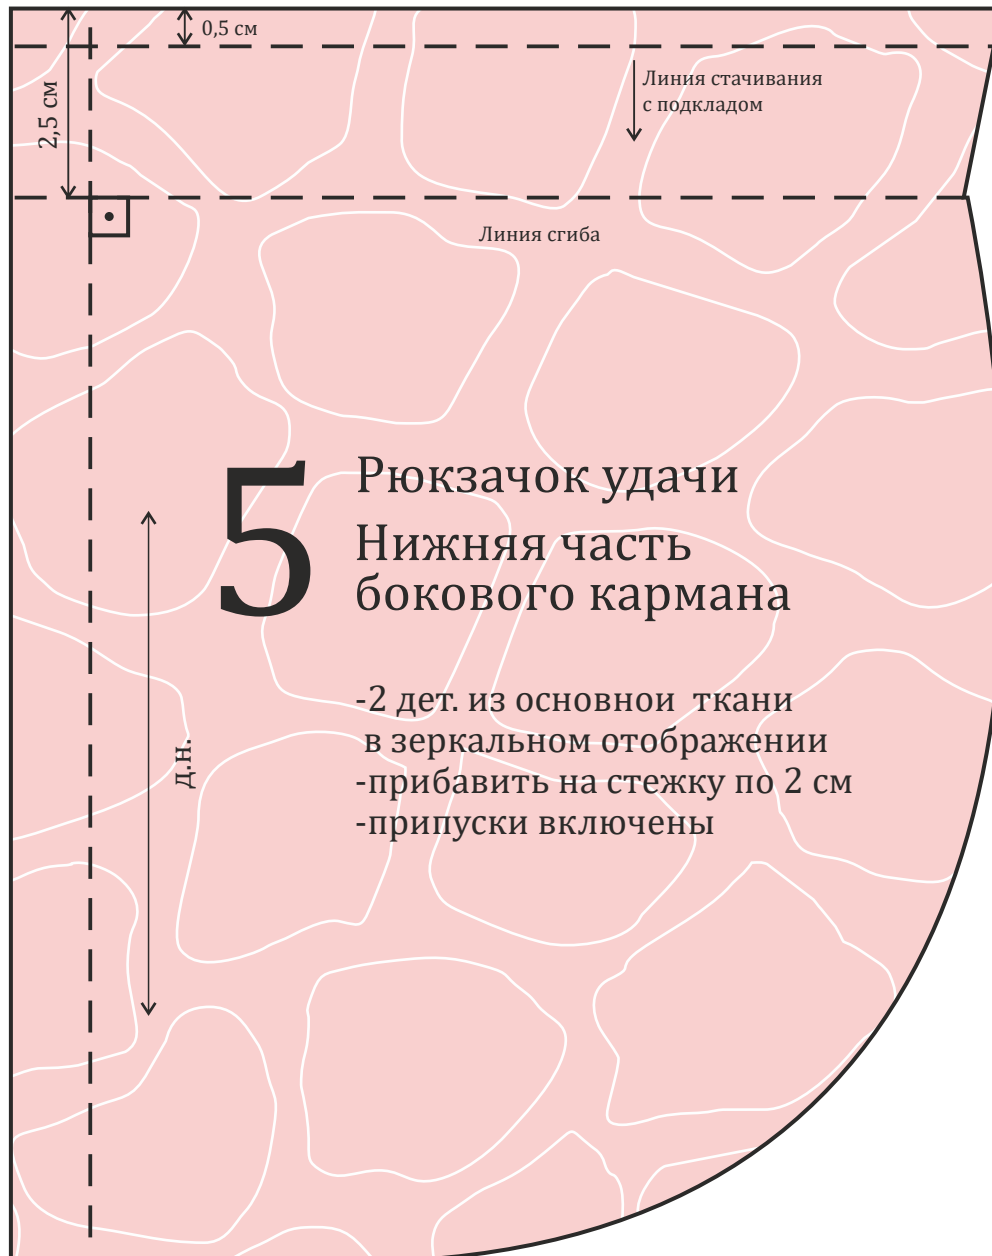 0,5 см
2,5 см
Линия стачивания
с подкладом
Линия сгиба
5
Рюкзачок удачи
Нижняя часть
бокового кармана
-2 дет. из основнои ткани
в зеркальном отображении
-прибавить на стежку по 2 см
-припуски включены
д.н.